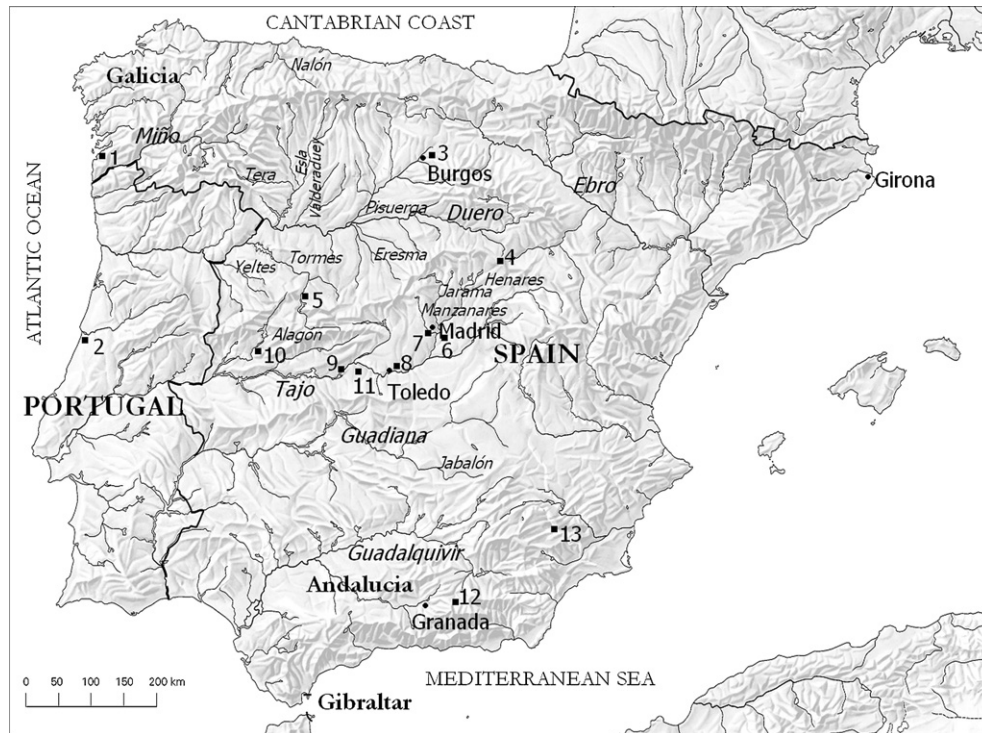 CANTABRIAN COAST
Galicia
Nalón
Miño
1
Tera
Esla
Valderaduey
3
Burgos
Ebro
Girona
Pisuerga
Duero
ATLANTIC OCEAN
Yeltes
Tormes
Eresma
4
Henares
5
Jarama
Manzanares
2
Alagón
7
Madrid
6
SPAIN
10
9
8
11
Toledo
Tajo
PORTUGAL
Guadiana
Jabalón
13
Guadalquivir
Andalucia
12
Granada
MEDITERRANEAN SEA
0 50 100 200 km
Gibraltar